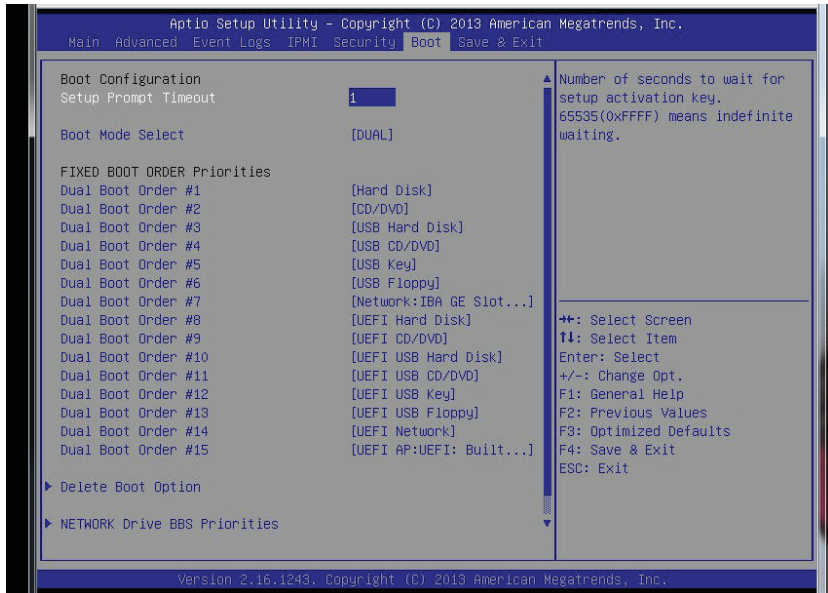 Aptio Setup Utility – Copyright (C) 2013 American Megatrends, Inc.
Main Advanced Event Logs IPMI Security Boot Save & Exit
Boot Configuration
Setup Prompt Timeout 1
Boot Mode Select [DUAL]
FIXED BOOT ORDER Priorities
Dual Boot Order #1 [Hard Disk]
Dual Boot Order #2 [CD/DVD]
Dual Boot Order #3 [USB Hard Disk]
Dual Boot Order #4 [USB CD/DVD]
Dual Boot Order #5 [USB Key]
Dual Boot Order #6 [USB Floppy]
Dual Boot Order #7 [Network:IBA GE Slot...]
Dual Boot Order #8 [UEFI Hard Disk]
Dual Boot Order #9 [UEFI CD/DVD]
Dual Boot Order #10 [UEFI USB Hard Disk]
Dual Boot Order #11 [UEFI USB CD/DVD]
Dual Boot Order #12 [UEFI USB Key]
Dual Boot Order #13 [UEFI USB Floppy]
Dual Boot Order #14 [UEFI Network]
Dual Boot Order #15 [UEFI AP:UEFI: Built...]
Delete Boot Option
NETWORK Drive BBS Priorities
Number of seconds to wait for
setup activation key.
65535(0xFFFF) means indefinite
waiting.
→←: Select Screen
↑↓: Select Item
Enter: Select
+/-: Change Opt.
F1: General Help
F2: Previous Values
F3: Optimized Defaults
F4: Save & Exit
ESC: Exit
Version 2.16.1243. Copyright (C) 2013 American Megatrends, Inc.